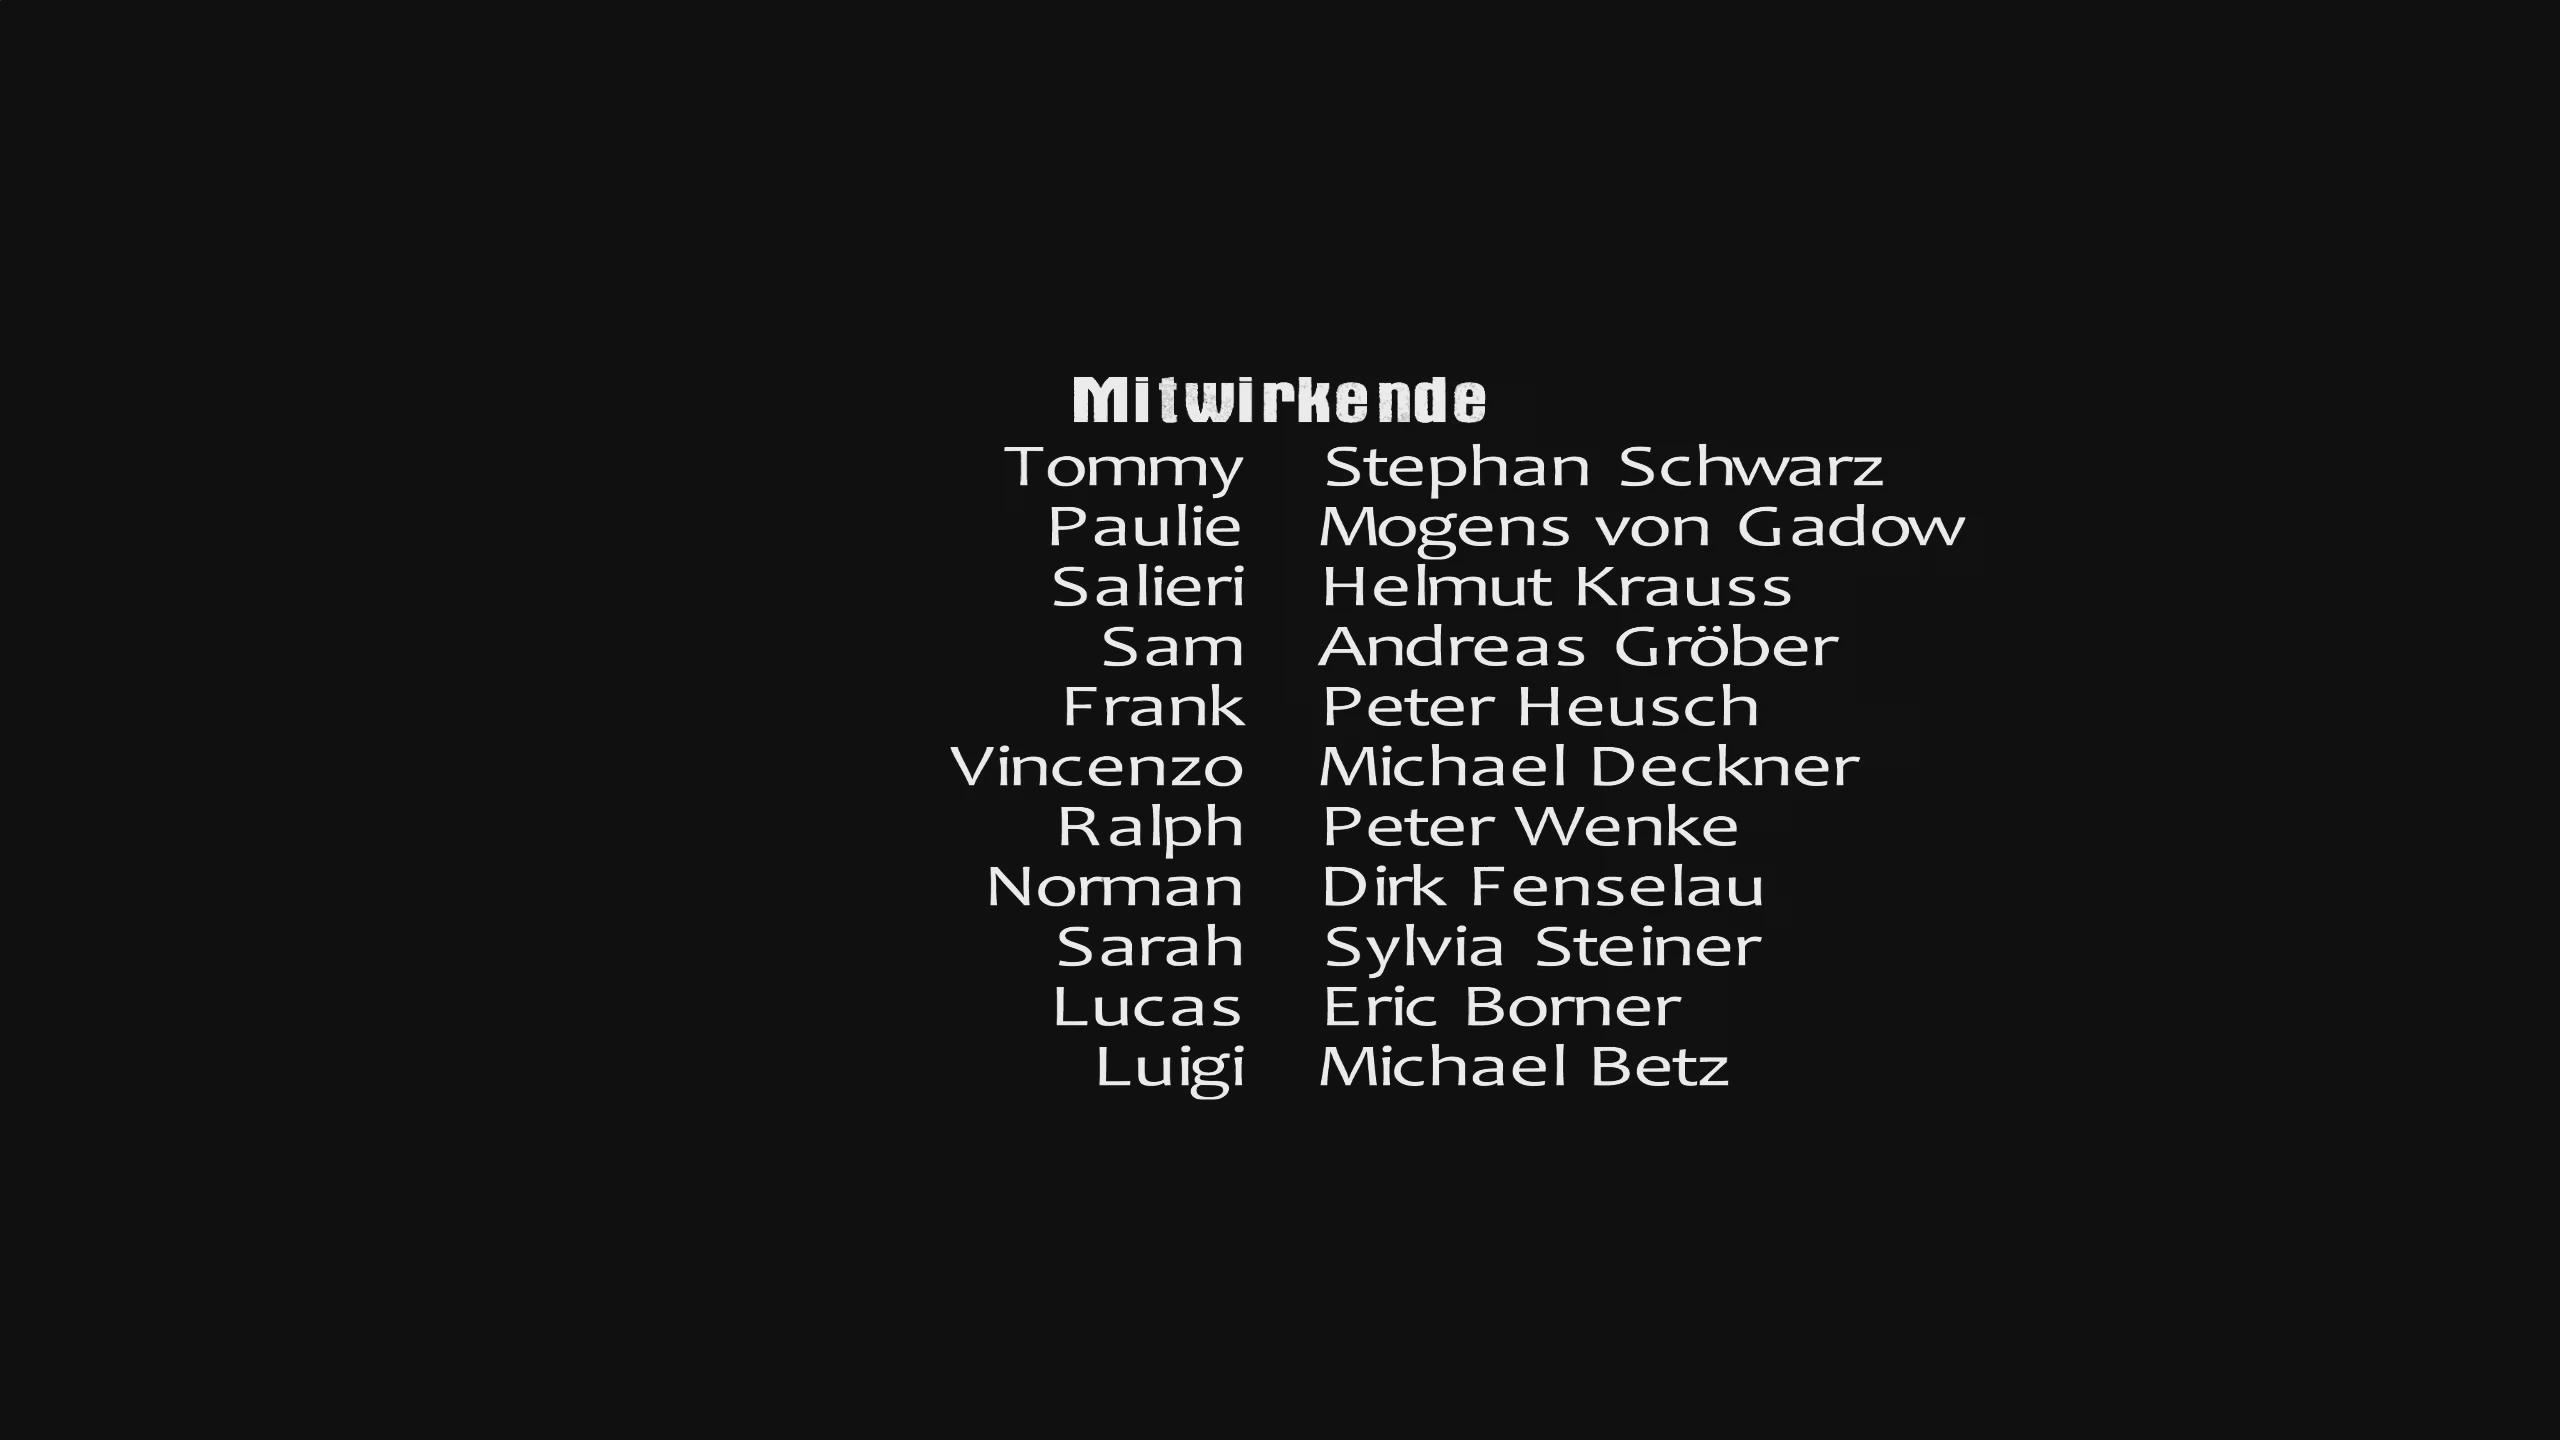 Mitwirkende
Tommy Stephan Schwarz
Paulie Mogens von Gadow
Salieri Helmut Krauss
Sam Andreas Gröber
Frank Peter Heusch
Vincenzo Michael Deckner
Ralph Peter Wenke
Norman Dirk Fenselau
Sarah Sylvia Steiner
Lucas Eric Borner
Luigi Michael Betz